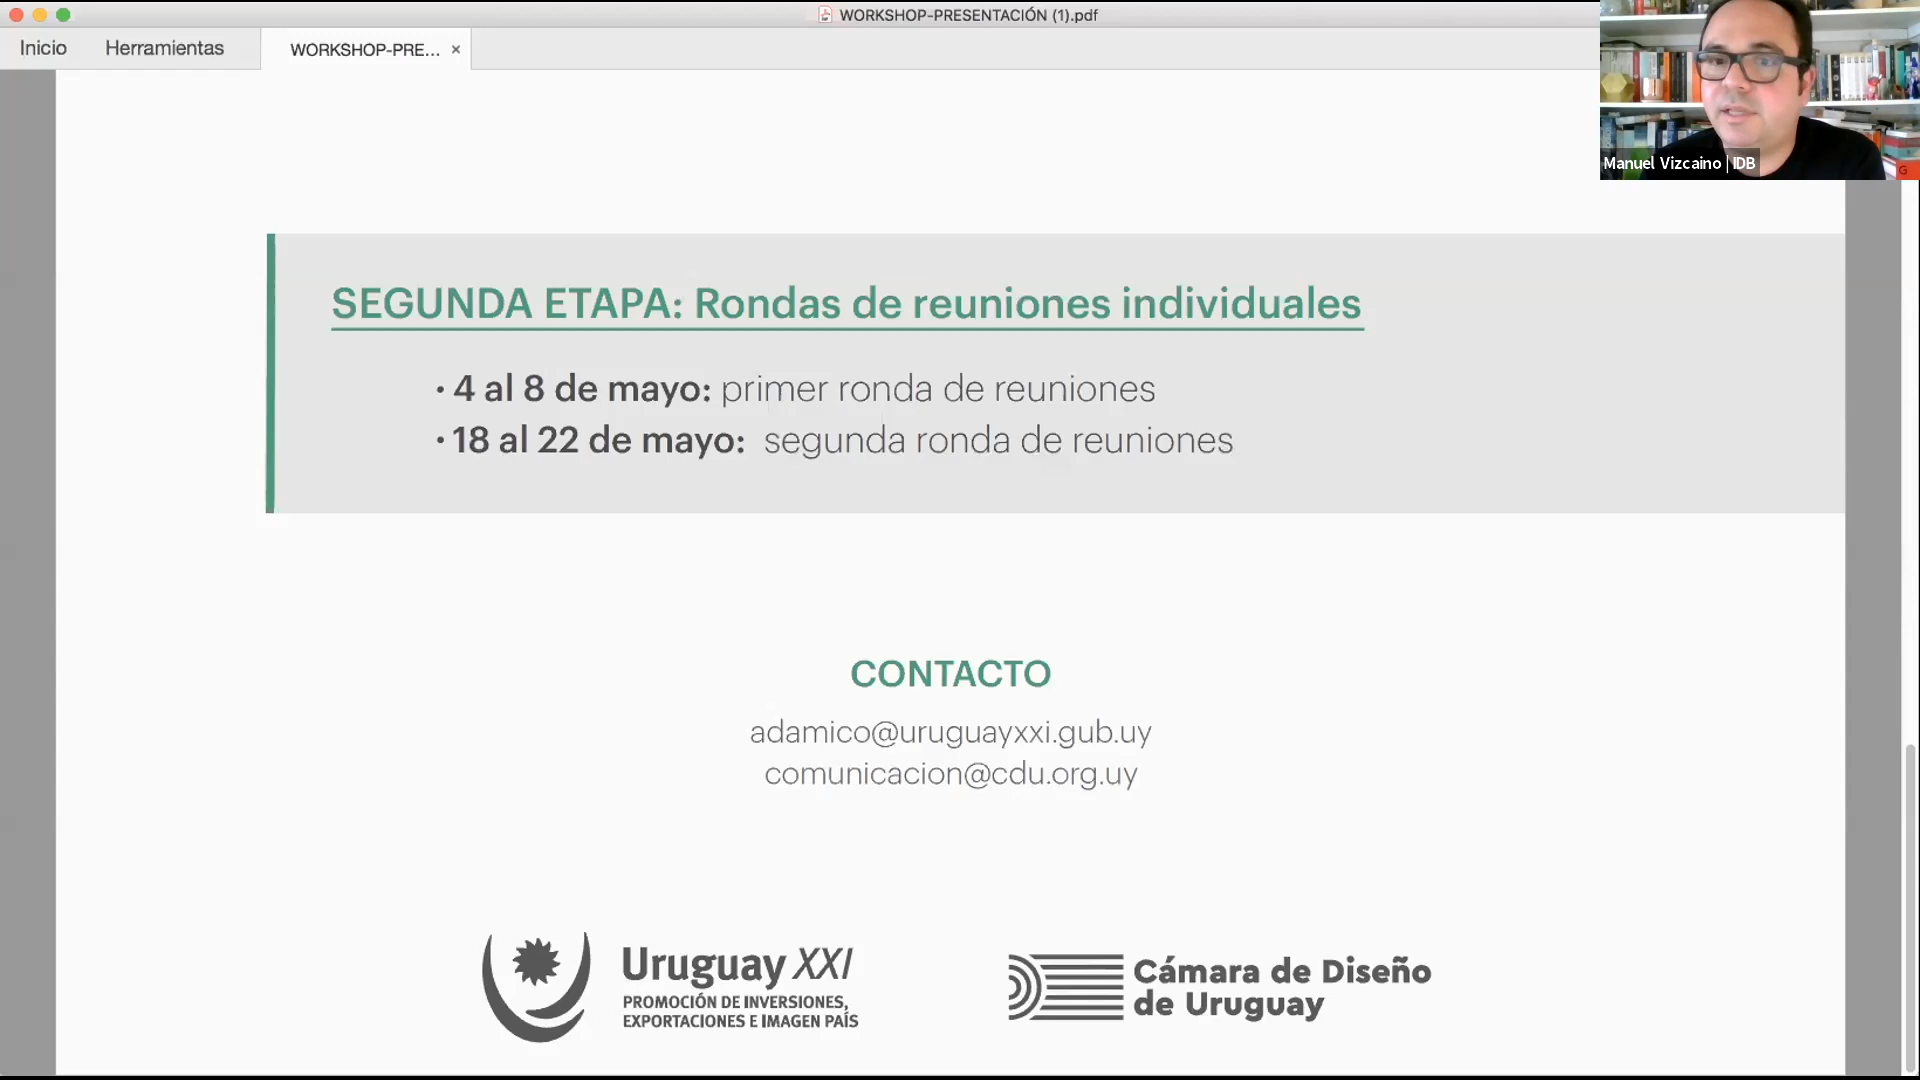 WORKSHOP-PRESENTACIÓN (1).pdf
Inicio
Herramientas
WORKSHOP-PRE... ×
Manuel Vizcaino | IDB
G
SEGUNDA ETAPA: Rondas de reuniones individuales
· 4 al 8 de mayo: primer ronda de reuniones
· 18 al 22 de mayo: segunda ronda de reuniones
CONTACTO
adamico@uruguayxxi.gub.uy
comunicacion@cdu.org.uy
Uruguay XXI
PROMOCIÓN DE INVERSIONES,
EXPORTACIONES E IMAGEN PAÍS
Cámara de Diseño
de Uruguay